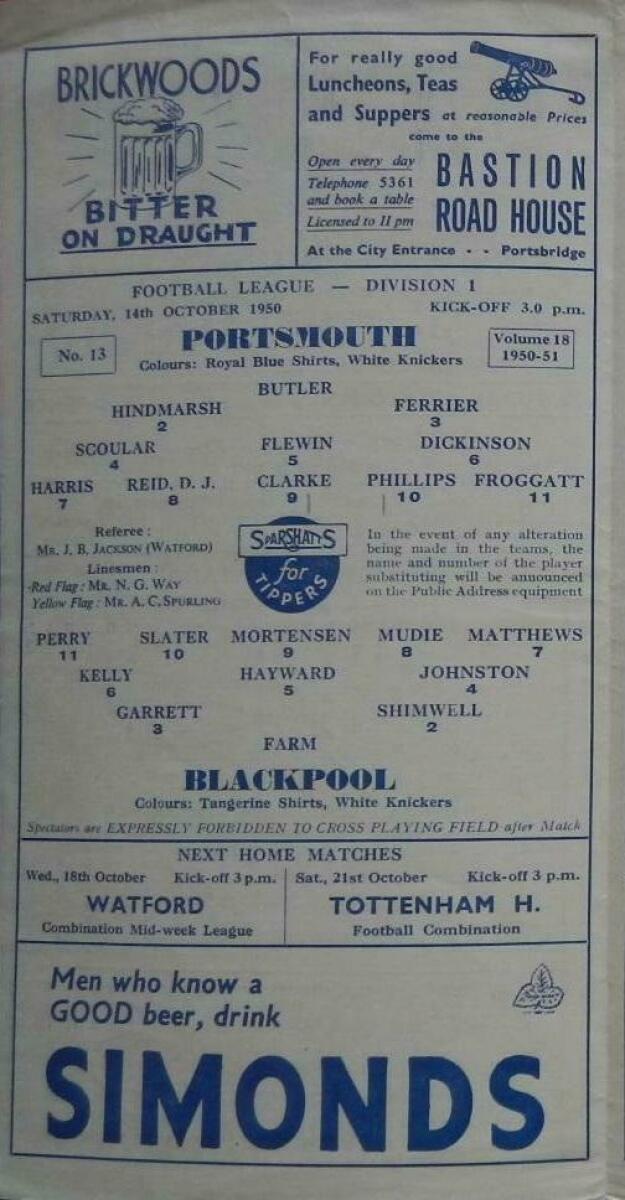 BRICKWOODS
BITTER
ON DRAUGHT
For really good
Luncheons, Teas
and Suppers at reasonable Prices
come to the
Open every day
Telephone 5361
and book a table
Licensed to 11 pm
BASTION
ROAD HOUSE
At the City Entrance - - Portsbridge
FOOTBALL LEAGUE — DIVISION 1
SATURDAY, 14th OCTOBER 1950 KICK-OFF 3.0 p.m.
No. 13
PORTSMOUTH
Colours: Royal Blue Shirts, White Knickers
Volume 18
1950-51
BUTLER
HINDMARSH FERRIER
2 3
SCOULAR FLEWIN DICKINSON
4 5 6
HARRIS REID, D. J. CLARKE PHILLIPS FROGGATT
7 8 9 10 11
Referee :
MR. J. B. JACKSON (WATFORD)
Linesmen :
Red Flag : MR. N. G. WAY
Yellow Flag : MR. A. C. SPURLING
SPARSHATTS
for
TIPPERS
In the event of any alteration
being made in the teams, the
name and number of the player
substituting will be announced
on the Public Address equipment
PERRY SLATER MORTENSEN MUDIE MATTHEWS
11 10 9 8 7
KELLY HAYWARD JOHNSTON
6 5 4
GARRETT SHIMWELL
3 2
FARM
BLACKPOOL
Colours: Tangerine Shirts, White Knickers
Spectators are EXPRESSLY FORBIDDEN TO CROSS PLAYING FIELD after Match
NEXT HOME MATCHES
Wed., 18th October Kick-off 3 p.m.
WATFORD
Combination Mid-week League
Sat., 21st October Kick-off 3 p.m.
TOTTENHAM H.
Football Combination
Men who know a
GOOD beer, drink
SIMONDS